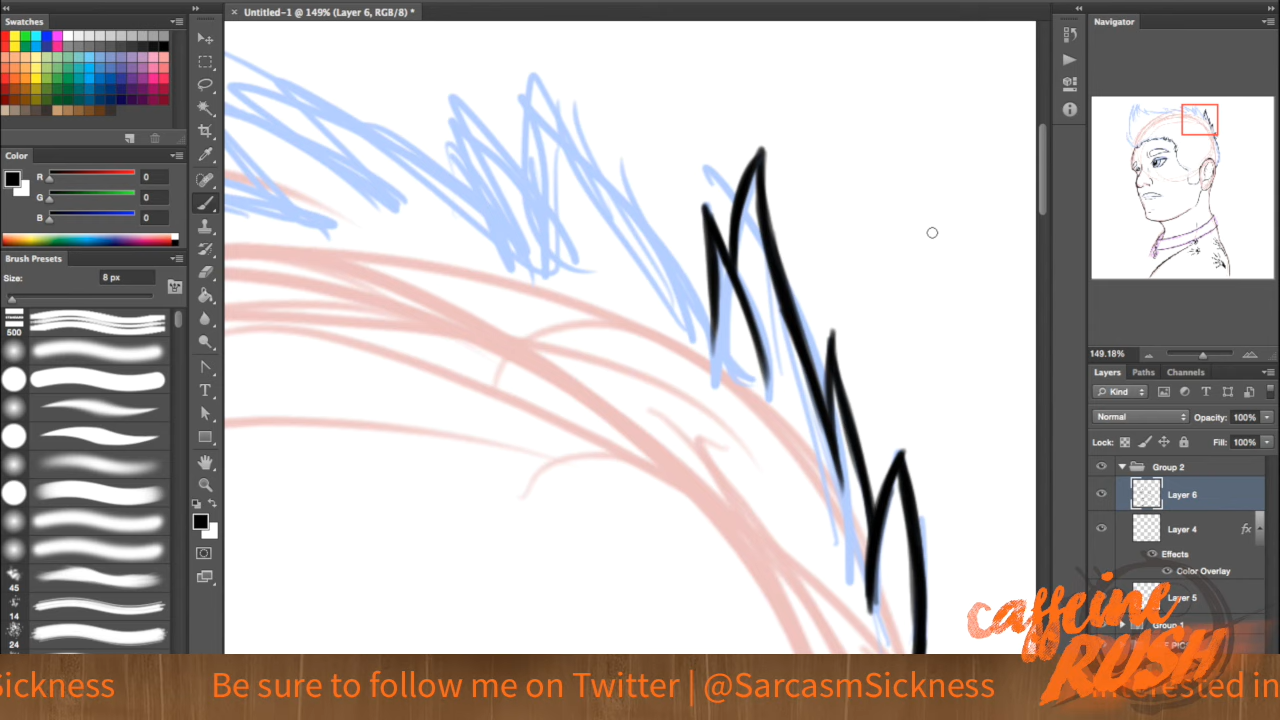 Swatches
Untitled-1 @ 149% (Layer 6, RGB/8) *
Navigator
Color
R 0
G 0
B 0
Brush Presets
Size: 8 px
500
45
14
24
149.18%
Layers Paths Channels
Kind
Normal Opacity: 100%
Lock: Fill: 100%
Group 2
Layer 6
Layer 4 fx
Effects
Color Overlay
Layer 5
Group 1
caffeine
RUSH
Sickness Be sure to follow me on Twitter | @SarcasmSickness interested in